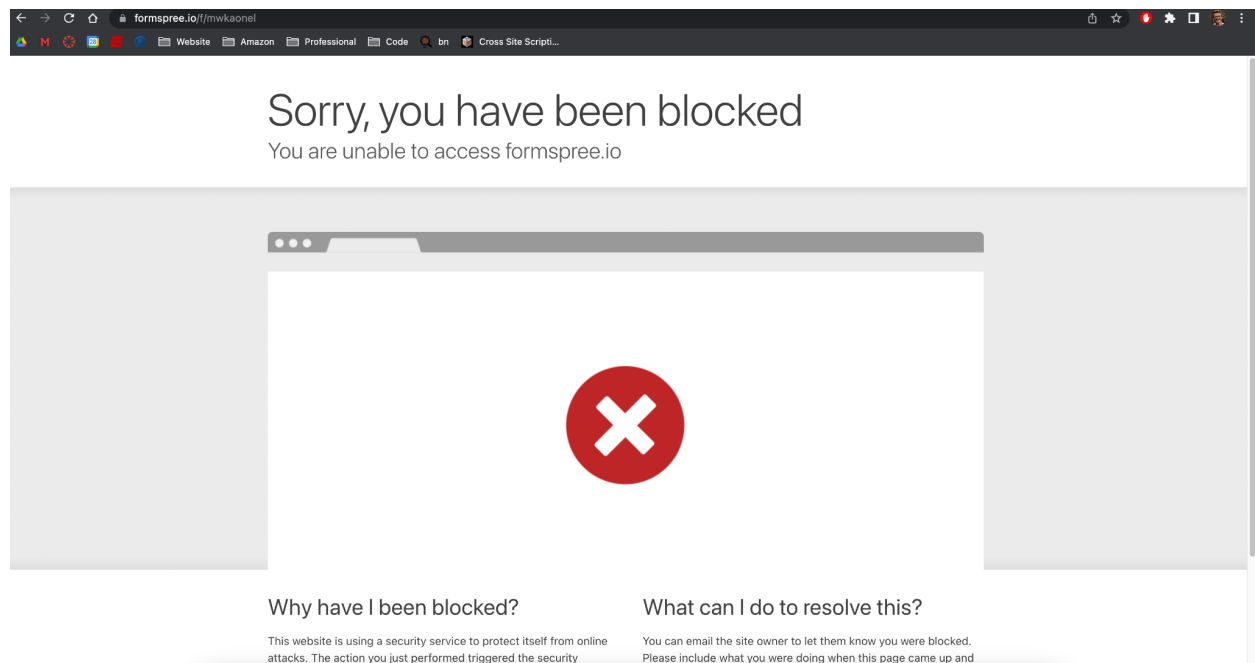 formspree.io/f/mwkaonel
M
Website
Amazon
Professional
Code
bn
Cross Site Scripti...
Sorry, you have been blocked
You are unable to access formspree.io
Why have I been blocked?
This website is using a security service to protect itself from online
attacks. The action you just performed triggered the security
What can I do to resolve this?
You can email the site owner to let them know you were blocked.
Please include what you were doing when this page came up and